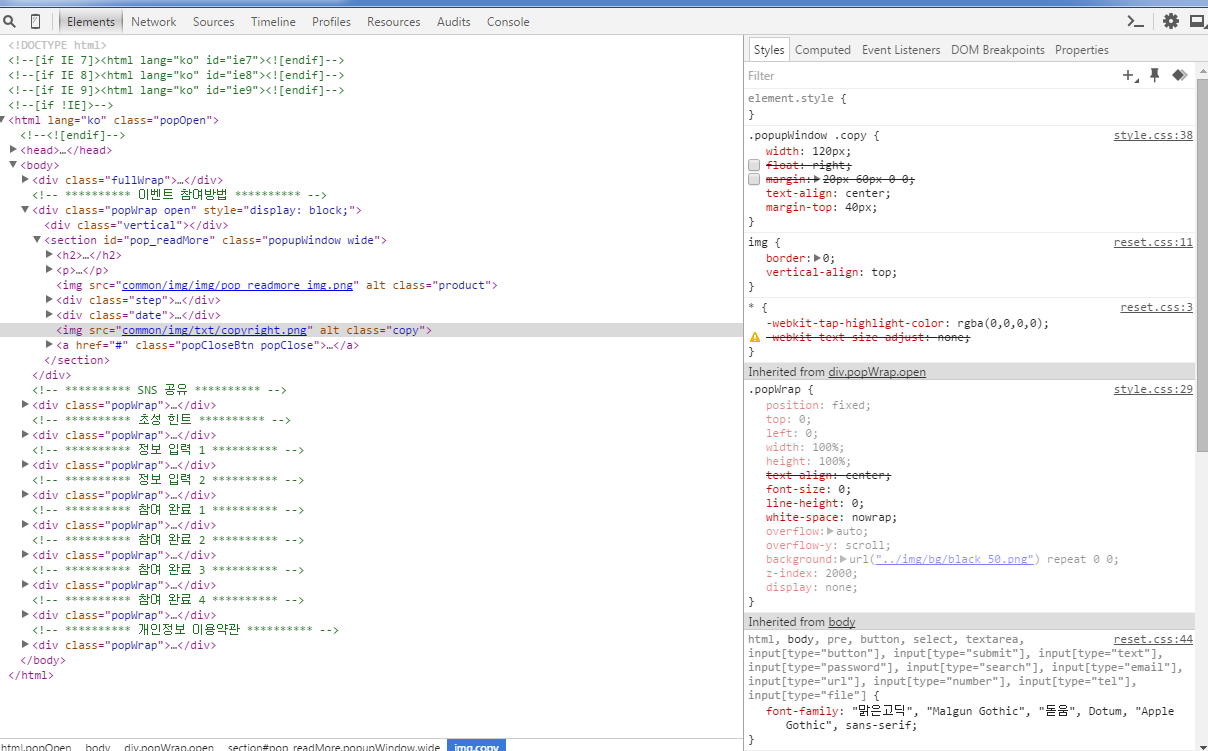 Elements Network Sources Timeline Profiles Resources Audits Console
<!DOCTYPE html>
<!--[if IE 7]><html lang="ko" id="ie7"><![endif]-->
<!--[if IE 8]><html lang="ko" id="ie8"><![endif]-->
<!--[if IE 9]><html lang="ko" id="ie9"><![endif]-->
<!--[if !IE]>-->
<html lang="ko" class="popOpen">
<!--<![endif]-->
<head>…</head>
<body>
<div class="fullWrap">…</div>
<!-- ********** 이벤트 참여방법 ********** -->
<div class="popWrap open" style="display: block;">
<div class="vertical"></div>
<section id="pop_readMore" class="popupWindow wide">
<h2>…</h2>
<p>…</p>
<img src="common/img/img/pop_readmore_img.png" alt class="product">
<div class="step">…</div>
<div class="date">…</div>
<img src="common/img/txt/copyright.png" alt class="copy">
<a href="#" class="popCloseBtn popClose">…</a>
</section>
</div>
<!-- ********** SNS 공유 ********** -->
<div class="popWrap">…</div>
<!-- ********** 초성 힌트 ********** -->
<div class="popWrap">…</div>
<!-- ********** 정보 입력 1 ********** -->
<div class="popWrap">…</div>
<!-- ********** 정보 입력 2 ********** -->
<div class="popWrap">…</div>
<!-- ********** 참여 완료 1 ********** -->
<div class="popWrap">…</div>
<!-- ********** 참여 완료 2 ********** -->
<div class="popWrap">…</div>
<!-- ********** 참여 완료 3 ********** -->
<div class="popWrap">…</div>
<!-- ********** 참여 완료 4 ********** -->
<div class="popWrap">…</div>
<!-- ********** 개인정보 이용약관 ********** -->
<div class="popWrap">…</div>
</body>
</html>
html.popOpen body div.popWrap.open section#pop_readMore.popupWindow.wide img.copy
Styles Computed Event Listeners DOM Breakpoints Properties
Filter
element.style {
}
.popupWindow .copy { style.css:38
width: 120px;
float: right;
margin: 20px 60px 0 0;
text-align: center;
margin-top: 40px;
}
img { reset.css:11
border: 0;
vertical-align: top;
}
* { reset.css:3
-webkit-tap-highlight-color: rgba(0,0,0,0);
-webkit-text-size-adjust: none;
}
Inherited from div.popWrap.open
.popWrap { style.css:29
position: fixed;
top: 0;
left: 0;
width: 100%;
height: 100%;
text-align: center;
font-size: 0;
line-height: 0;
white-space: nowrap;
overflow: auto;
overflow-y: scroll;
background: url("../img/bg/black_50.png") repeat 0 0;
z-index: 2000;
display: none;
}
Inherited from body
html, body, pre, button, select, textarea, reset.css:44
input[type="button"], input[type="submit"], input[type="text"],
input[type="password"], input[type="search"], input[type="email"],
input[type="url"], input[type="number"], input[type="tel"],
input[type="file"] {
font-family: "맑은고딕", "Malgun Gothic", "돋움", Dotum, "Apple
Gothic", sans-serif;
}